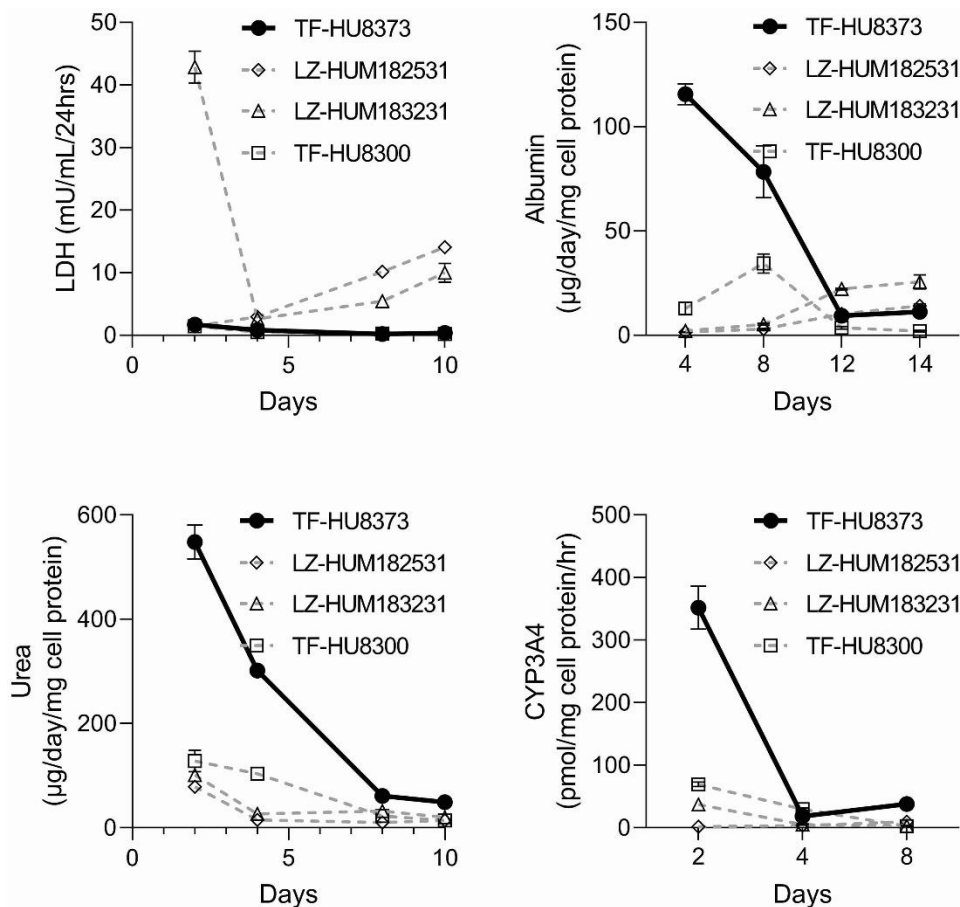 LDH (mU/mL/24hrs)
50
40
30
20
10
0
0
5
10
Days
TF-HU8373
LZ-HUM182531
LZ-HUM183231
TF-HU8300
Albumin
(µg/day/mg cell protein)
150
100
50
0
4
8
12
14
Days
TF-HU8373
LZ-HUM182531
LZ-HUM183231
TF-HU8300
Urea
(µg/day/mg cell protein)
600
400
200
0
0
5
10
Days
TF-HU8373
LZ-HUM182531
LZ-HUM183231
TF-HU8300
CYP3A4
(pmol/mg cell protein/hr)
500
400
300
200
100
0
2
4
8
Days
TF-HU8373
LZ-HUM182531
LZ-HUM183231
TF-HU8300